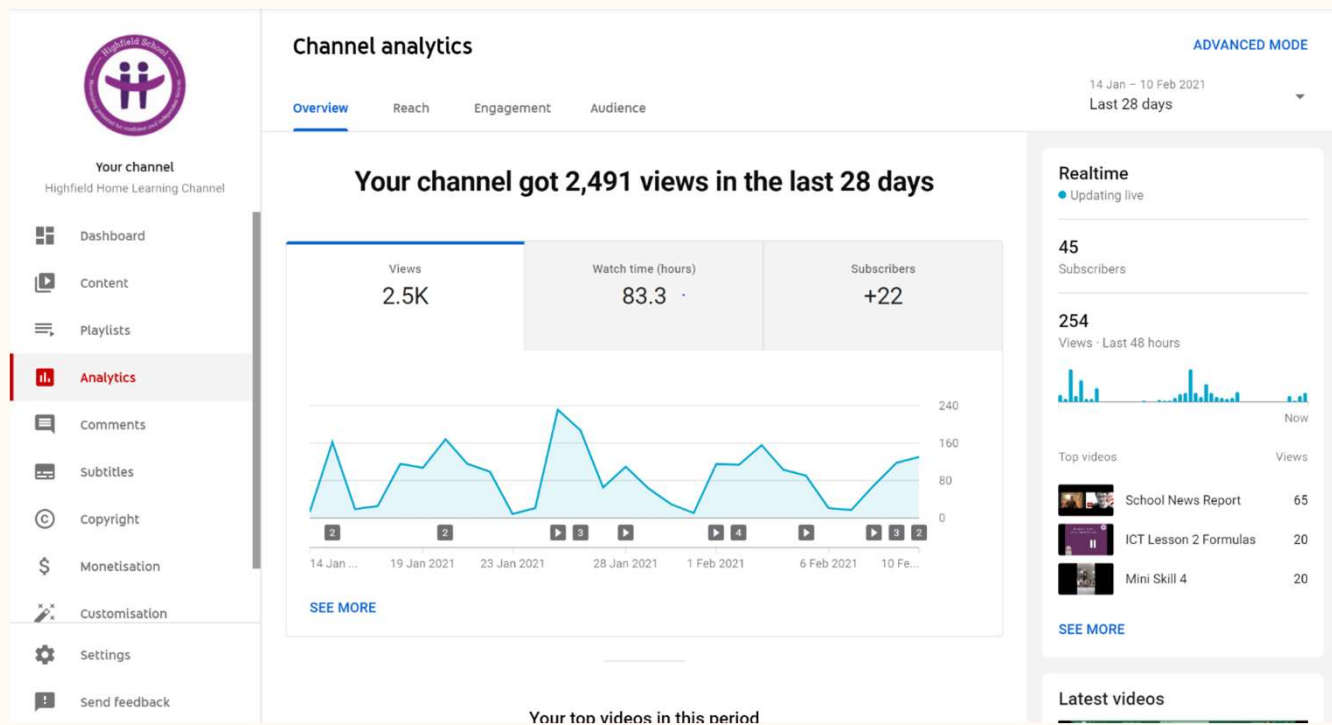 Highfield School
Your channel
Highfield Home Learning Channel
Dashboard
Content
Playlists
Analytics
Comments
Subtitles
Copyright
Monetisation
Customisation
Settings
Send feedback
Channel analytics
ADVANCED MODE
Overview Reach Engagement Audience
14 Jan – 10 Feb 2021
Last 28 days
Your channel got 2,491 views in the last 28 days
Views
2.5K
Watch time (hours)
83.3
Subscribers
+22
240
160
80
0
2 2 3 4 3 2
14 Jan ... 19 Jan 2021 23 Jan 2021 28 Jan 2021 1 Feb 2021 6 Feb 2021 10 Fe...
SEE MORE
Your top videos in this period
Realtime
Updating live
45
Subscribers
254
Views · Last 48 hours
Now
Top videos Views
School News Report 65
ICT Lesson 2 Formulas 20
Mini Skill 4 20
SEE MORE
Latest videos